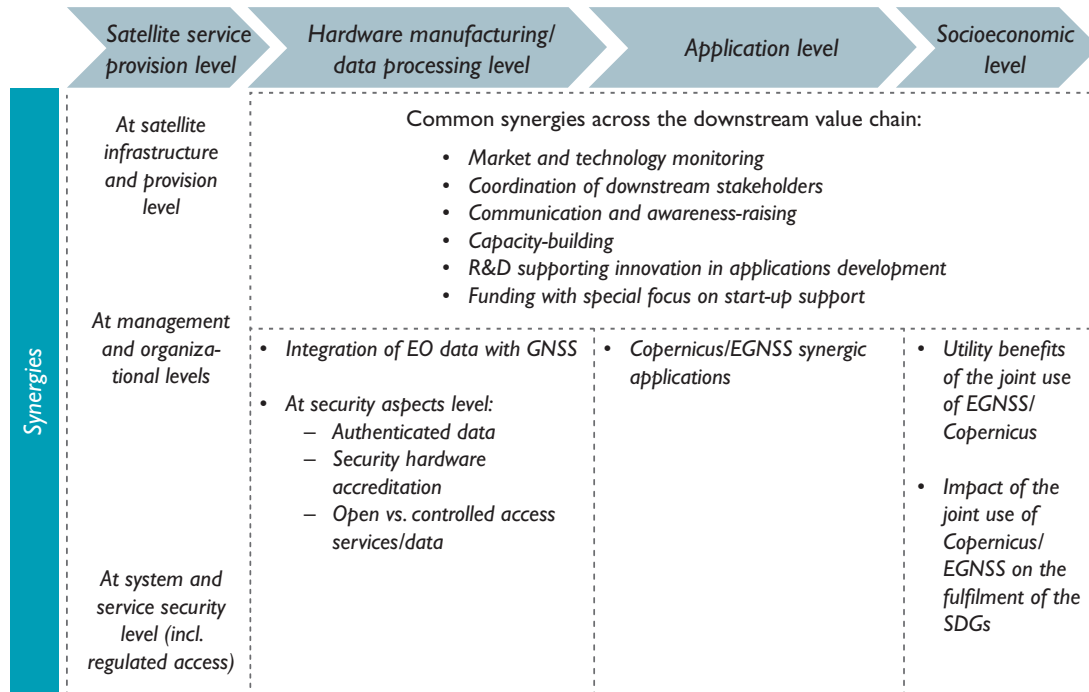 Satellite service
provision level
Hardware manufacturing/
data processing level
Application level
Socioeconomic
level
Synergies
At satellite
infrastructure
and provision
level
At management
and organiza-
tional levels
At system and
service security
level (incl.
regulated access)
Common synergies across the downstream value chain:
• Market and technology monitoring
• Coordination of downstream stakeholders
• Communication and awareness-raising
• Capacity-building
• R&D supporting innovation in applications development
• Funding with special focus on start-up support
• Integration of EO data with GNSS
• At security aspects level:
– Authenticated data
– Security hardware
accreditation
– Open vs. controlled access
services/data
• Copernicus/EGNSS synergic
applications
• Utility benefits
of the joint use
of EGNSS/
Copernicus
• Impact of the
joint use of
Copernicus/
EGNSS on the
fulfilment of the
SDGs